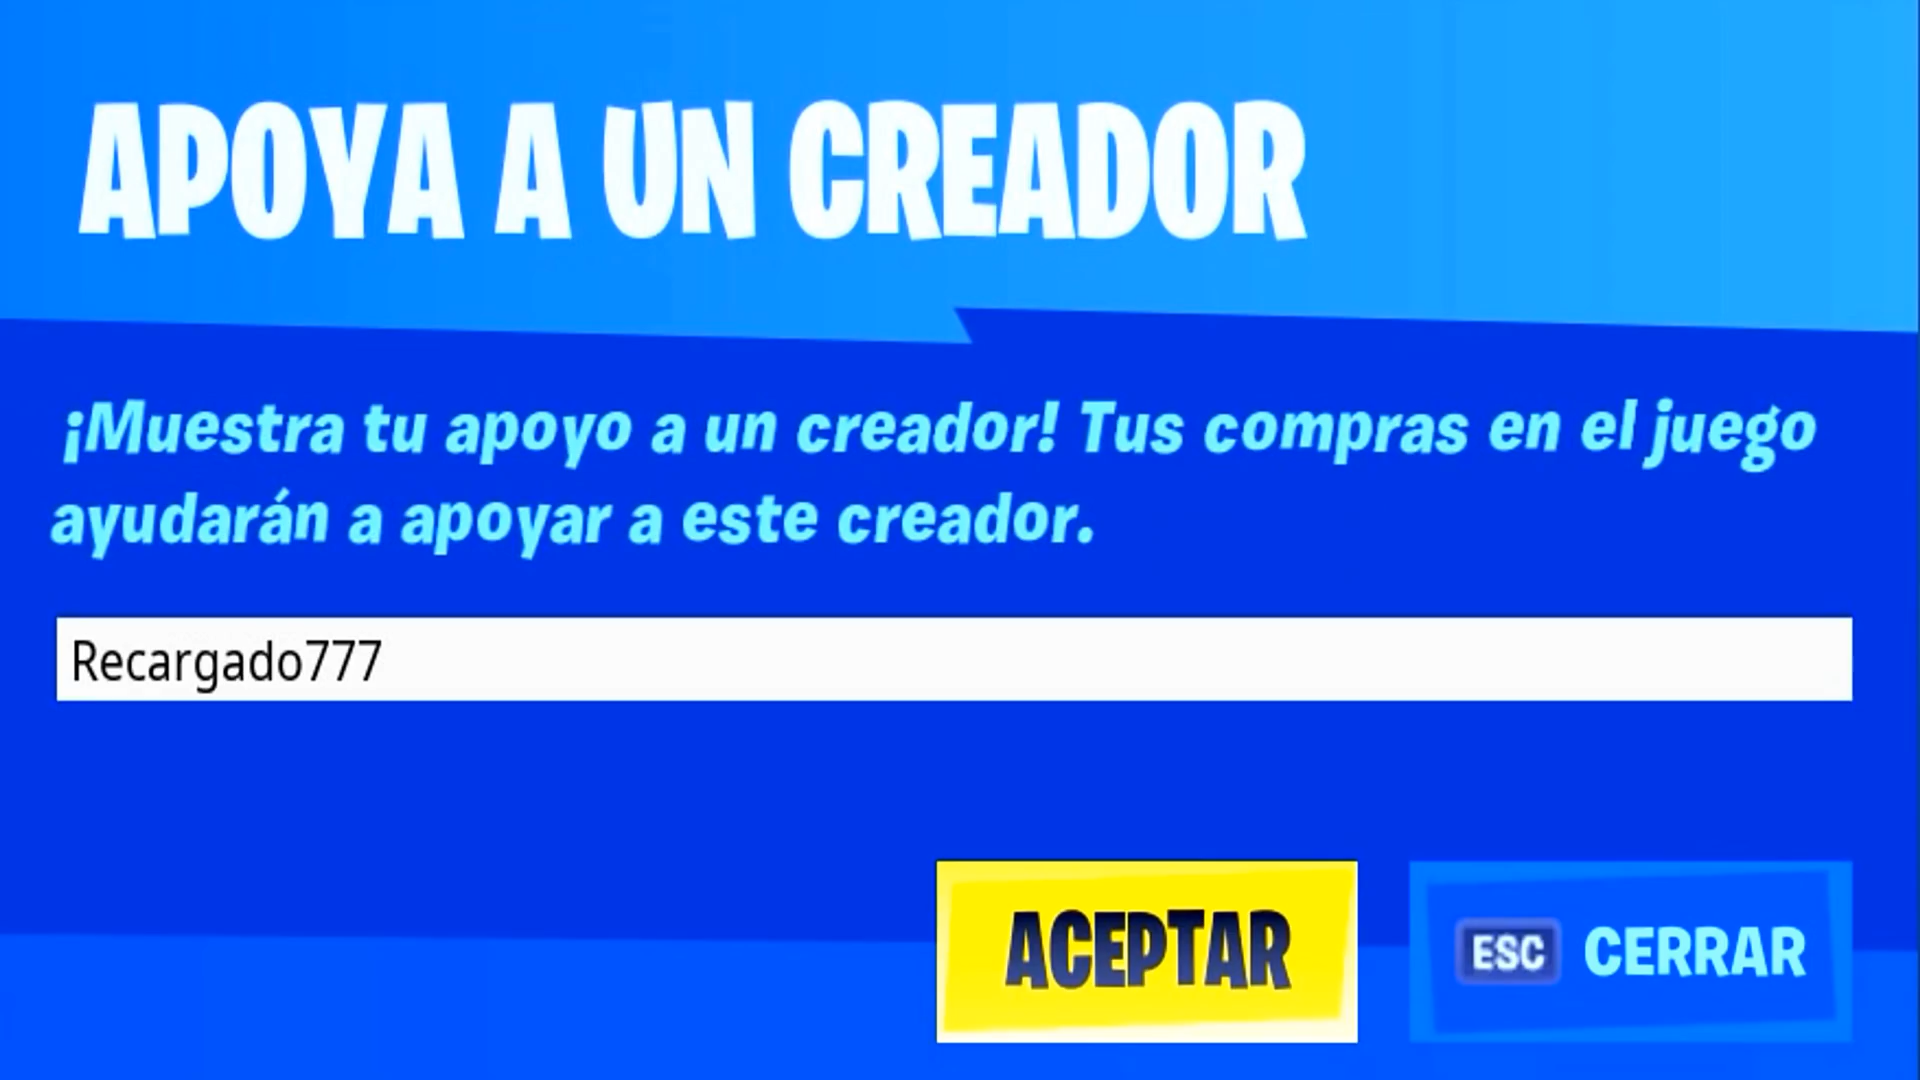 APOYA A UN CREADOR
¡Muestra tu apoyo a un creador! Tus compras en el juego
ayudarán a apoyar a este creador.
Recargado777
ACEPTAR
ESC CERRAR